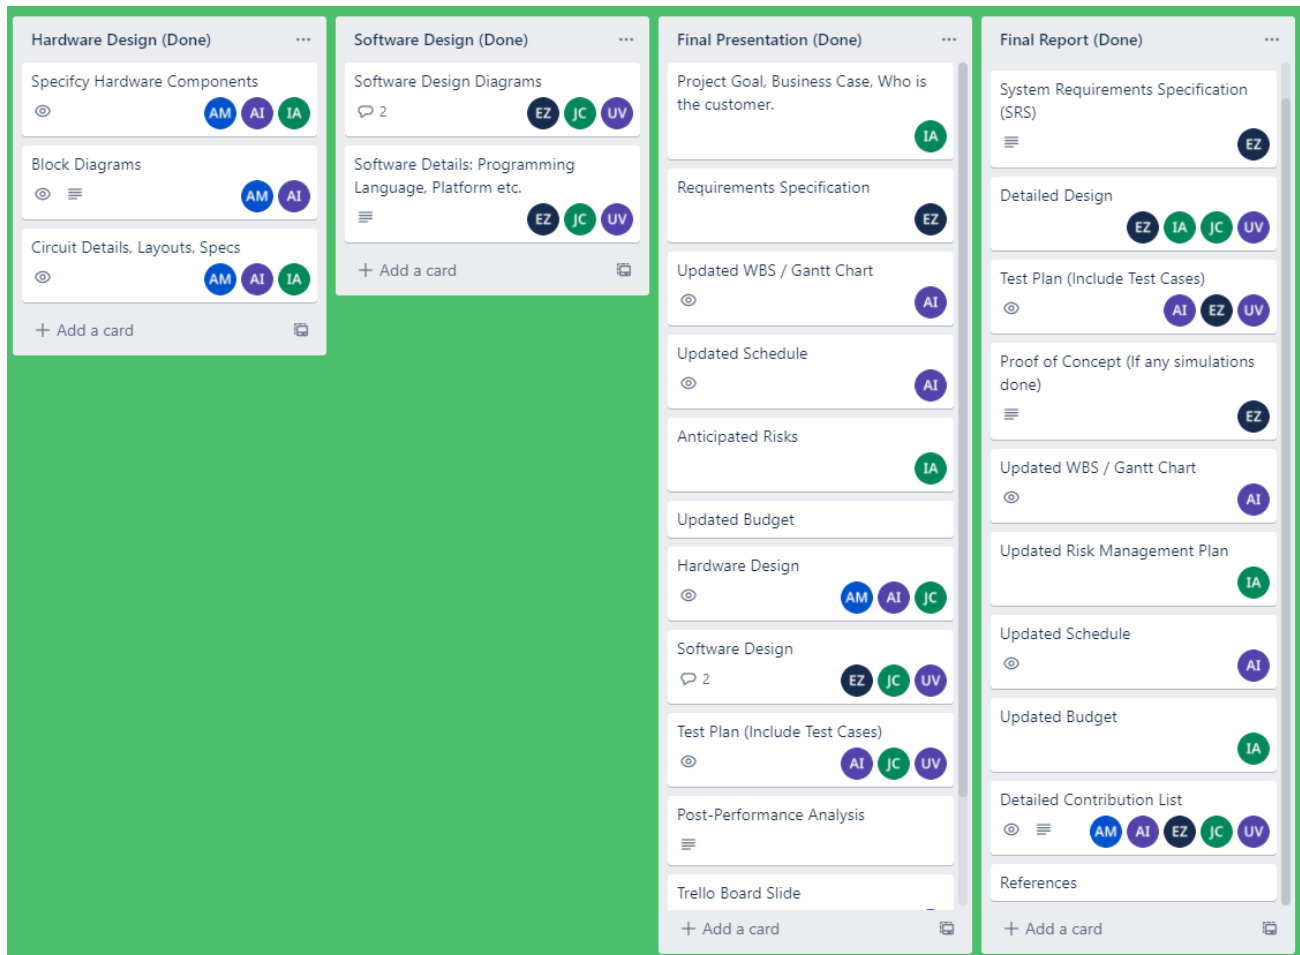 Hardware Design (Done)
Specifcy Hardware Components
AM AI IA
Block Diagrams
AM AI
Circuit Details, Layouts, Specs
AM AI IA
+ Add a card
Software Design (Done)
Software Design Diagrams
2 EZ JC UV
Software Details: Programming
Language, Platform etc.
EZ JC UV
+ Add a card
Final Presentation (Done)
Project Goal, Business Case, Who is
the customer.
IA
Requirements Specification
EZ
Updated WBS / Gantt Chart
AI
Updated Schedule
AI
Anticipated Risks
IA
Updated Budget
Hardware Design
AM AI JC
Software Design
2 EZ JC UV
Test Plan (Include Test Cases)
AI JC UV
Post-Performance Analysis
Trello Board Slide
+ Add a card
Final Report (Done)
System Requirements Specification
(SRS)
EZ
Detailed Design
EZ IA JC UV
Test Plan (Include Test Cases)
AI EZ UV
Proof of Concept (If any simulations
done)
EZ
Updated WBS / Gantt Chart
AI
Updated Risk Management Plan
IA
Updated Schedule
AI
Updated Budget
IA
Detailed Contribution List
AM AI EZ JC UV
References
+ Add a card